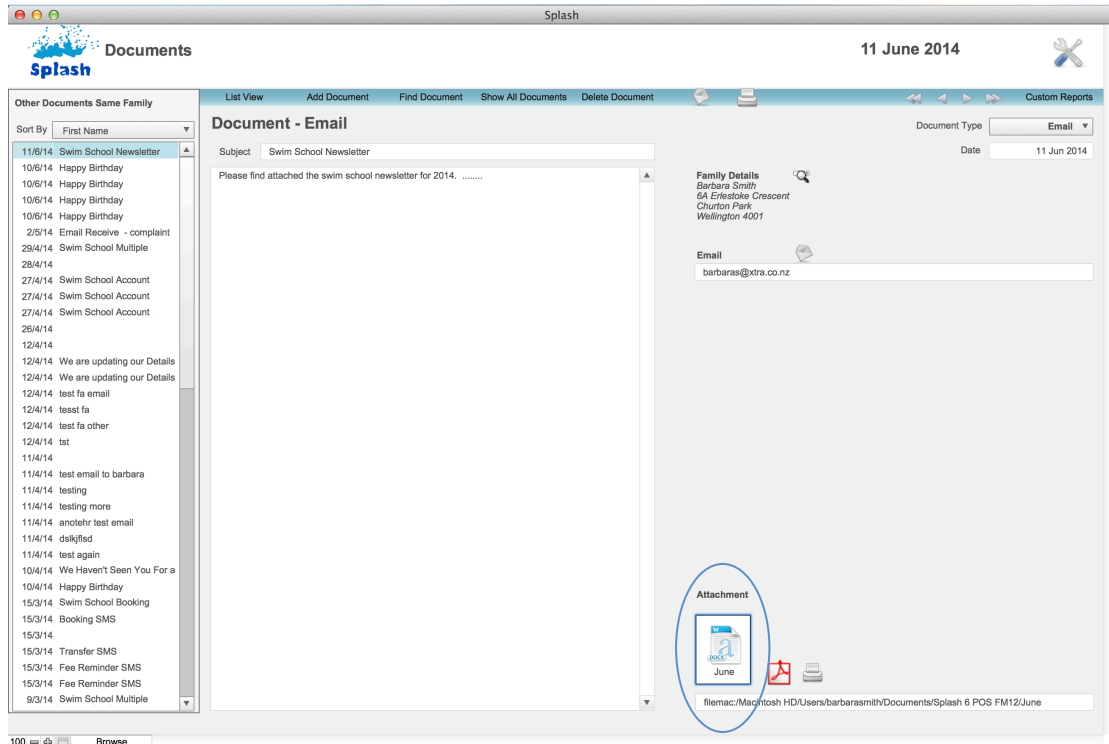 Splash
Documents
11 June 2014
Splash
Other Documents Same Family
List View Add Document Find Document Show All Documents Delete Document Custom Reports
Sort By First Name
Document - Email
Document Type Email
Subject Swim School Newsletter
Date 11 Jun 2014
11/6/14 Swim School Newsletter
10/6/14 Happy Birthday
10/6/14 Happy Birthday
10/6/14 Happy Birthday
10/6/14 Happy Birthday
2/5/14 Email Receive - complaint
29/4/14 Swim School Multiple
28/4/14
27/4/14 Swim School Account
27/4/14 Swim School Account
27/4/14 Swim School Account
26/4/14
12/4/14
12/4/14 We are updating our Details
12/4/14 We are updating our Details
12/4/14 test fa email
12/4/14 tesst fa
12/4/14 test fa other
12/4/14 tst
11/4/14
11/4/14 test email to barbara
11/4/14 testing
11/4/14 testing more
11/4/14 anotehr test email
11/4/14 dslkjflsd
11/4/14 test again
10/4/14 We Haven't Seen You For a
10/4/14 Happy Birthday
15/3/14 Swim School Booking
15/3/14 Booking SMS
15/3/14
15/3/14 Transfer SMS
15/3/14 Fee Reminder SMS
15/3/14 Fee Reminder SMS
9/3/14 Swim School Multiple
Please find attached the swim school newsletter for 2014. ........
Family Details
Barbara Smith
6A Erlestoke Crescent
Churton Park
Wellington 4001
Email
barbaras@xtra.co.nz
Attachment
W
a
DOCX
June
filemac:/Macintosh HD/Users/barbarasmith/Documents/Splash 6 POS FM12/June
100 Browse